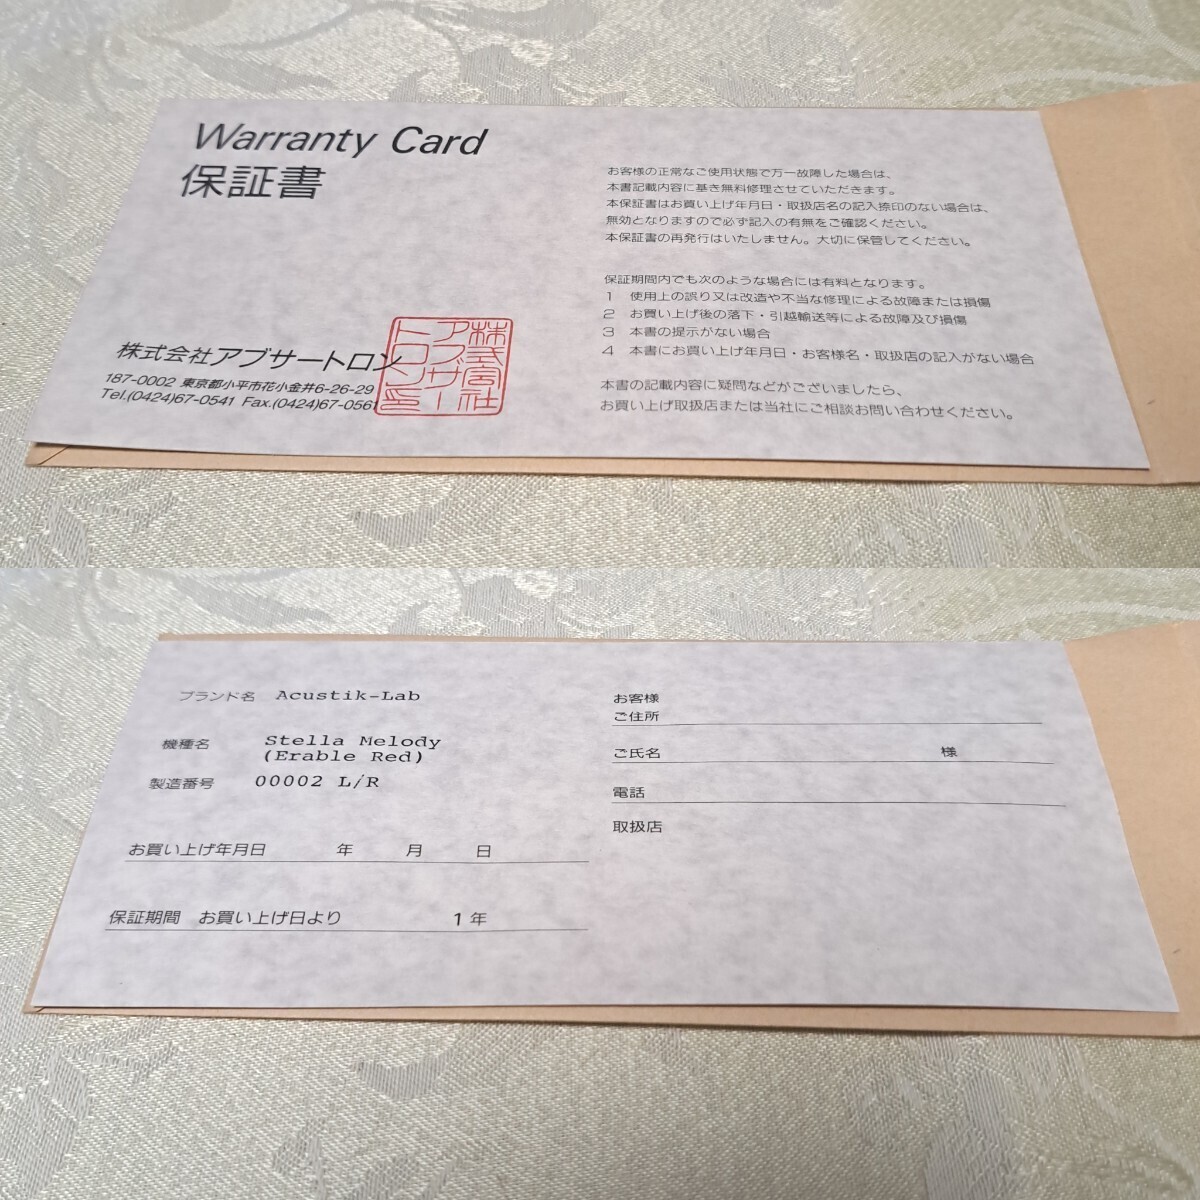 Warranty Card
保証書
株式会社アブサートロン
187-0002 東京都小平市花小金井6-26-29
Tel.(0424)67-0541 Fax.(0424)67-0561
お客様の正常なご使用状態で万一故障した場合は、
本書記載内容に基き無料修理させていただきます。
本保証書はお買い上げ年月日・取扱店名の記入捺印のない場合は、
無効となりますので必ず記入の有無をご確認ください。
本保証書の再発行はいたしません。大切に保管してください。
保証期間内でも次のような場合には有料となります。
1 使用上の誤り又は改造や不当な修理による故障または損傷
2 お買い上げ後の落下・引越輸送等による故障及び損傷
3 本書の提示がない場合
4 本書にお買い上げ年月日・お客様名・取扱店の記入がない場合
本書の記載内容に疑問などがございましたら、
お買い上げ取扱店または当社にご相談お問い合わせください。
ブランド名 Acustik-Lab
機種名 Stella Melody
(Erable Red)
製造番号 00002 L/R
お買い上げ年月日 年 月 日
保証期間 お買い上げ日より 1年
お客様
ご住所
ご氏名 様
電話
取扱店